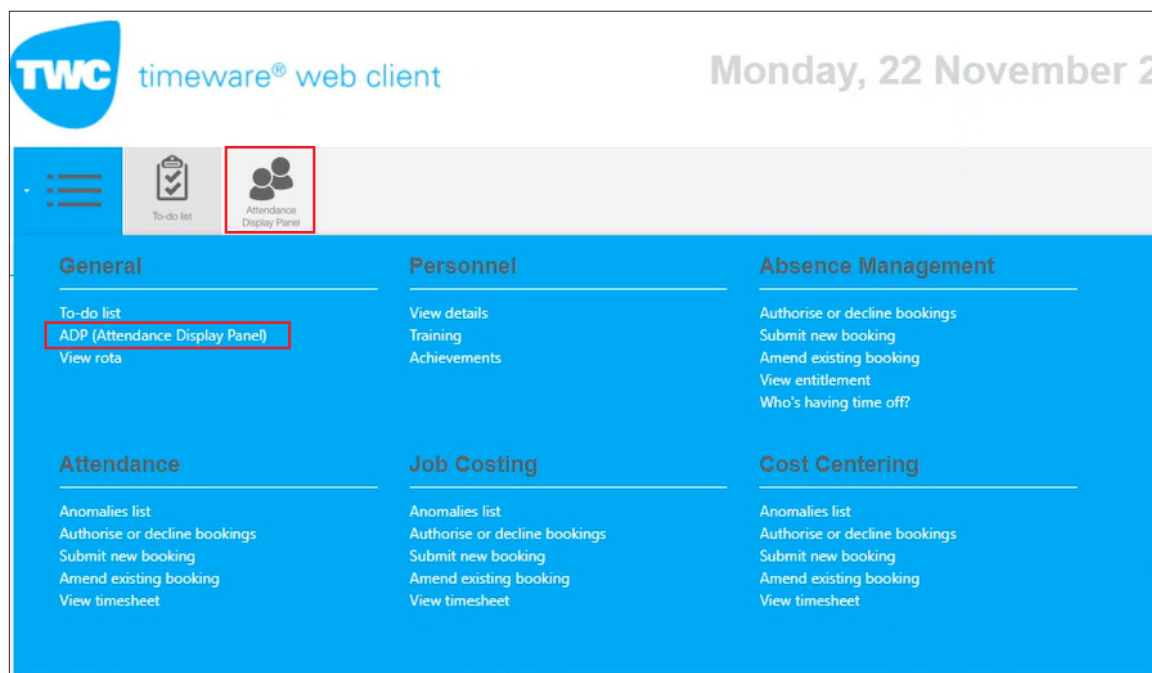 TWC timeware® web client
Monday, 22 November 2
To-do list
Attendance
Display Panel
General
To-do list
ADP (Attendance Display Panel)
View rota
Personnel
View details
Training
Achievements
Absence Management
Authorise or decline bookings
Submit new booking
Amend existing booking
View entitlement
Who's having time off?
Attendance
Anomalies list
Authorise or decline bookings
Submit new booking
Amend existing booking
View timesheet
Job Costing
Anomalies list
Authorise or decline bookings
Submit new booking
Amend existing booking
View timesheet
Cost Centering
Anomalies list
Authorise or decline bookings
Submit new booking
Amend existing booking
View timesheet